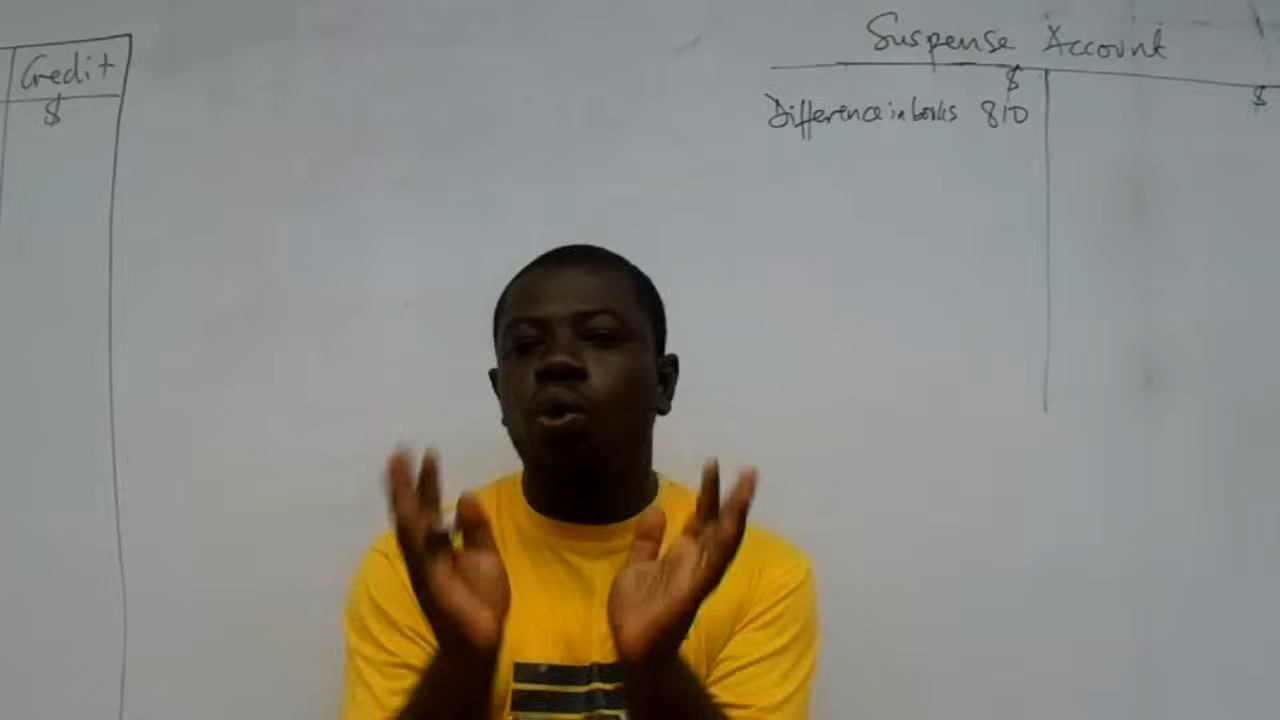 Credit
$
Suspense Account
$ $
Difference in books 810